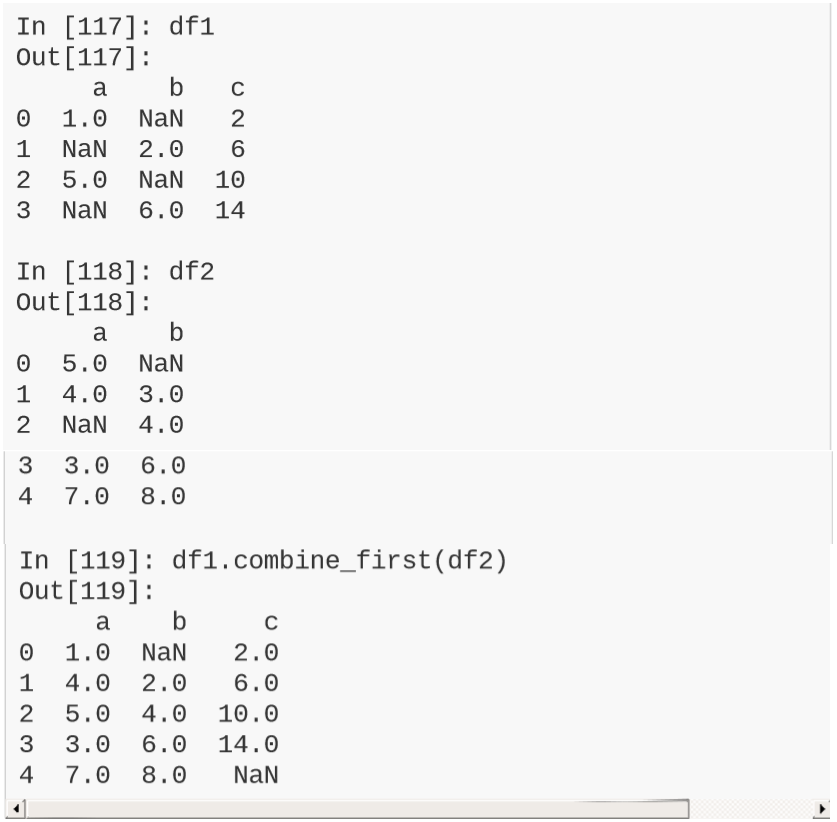 In [117]: df1
Out[117]:
     a    b   c
0  1.0  NaN   2
1  NaN  2.0   6
2  5.0  NaN  10
3  NaN  6.0  14
In [118]: df2
Out[118]:
     a    b
0  5.0  NaN
1  4.0  3.0
2  NaN  4.0
3  3.0  6.0
4  7.0  8.0
In [119]: df1.combine_first(df2)
Out[119]:
     a    b     c
0  1.0  NaN   2.0
1  4.0  2.0   6.0
2  5.0  4.0  10.0
3  3.0  6.0  14.0
4  7.0  8.0   NaN